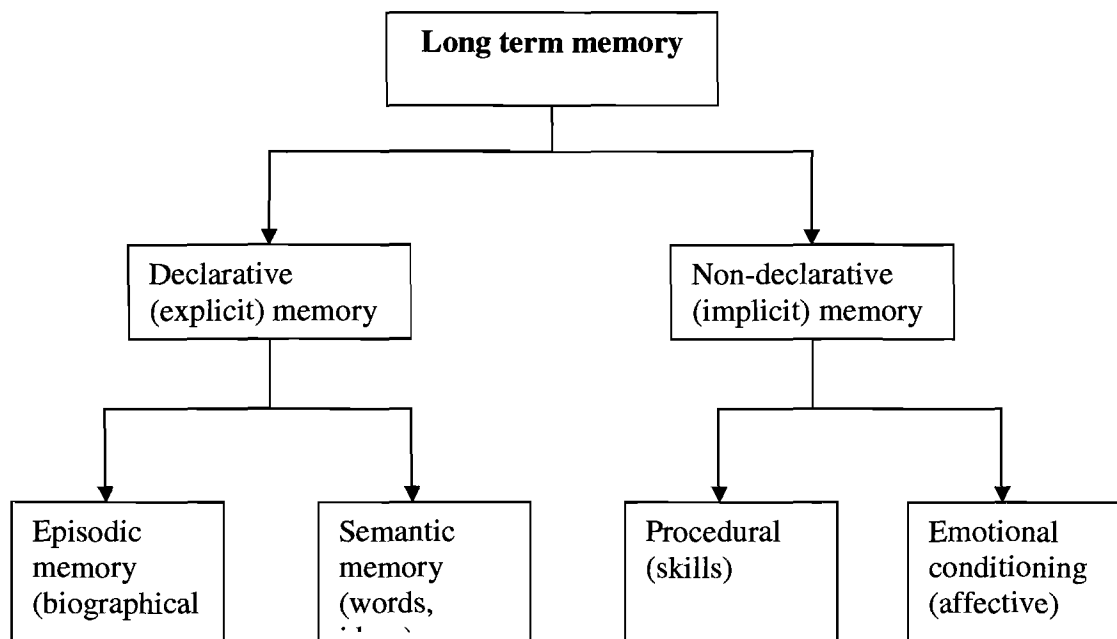 Long term memory
Declarative
(explicit) memory
Non-declarative
(implicit) memory
Episodic
memory
(biographical
Semantic
memory
(words,
Procedural
(skills)
Emotional
conditioning
(affective)